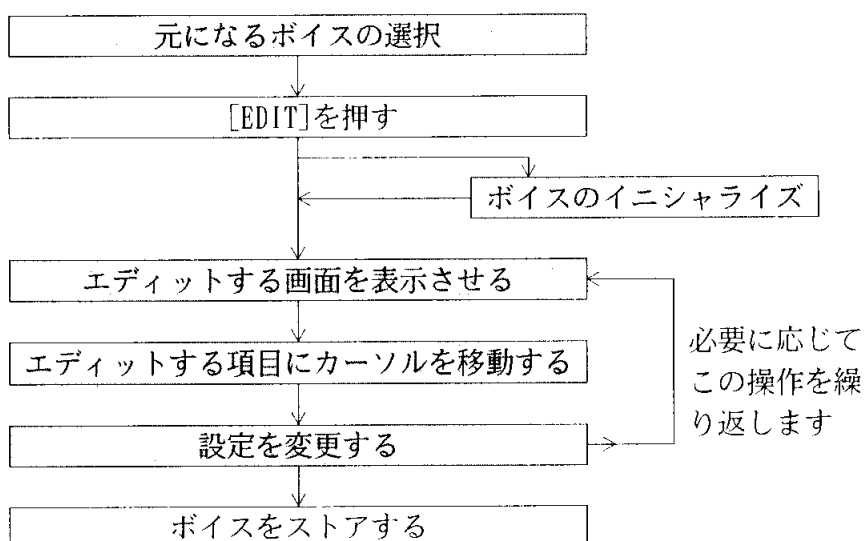 元になるボイスの選択
[EDIT]を押す
ボイスのイニシャライズ
エディットする画面を表示させる
エディットする項目にカーソルを移動する
設定を変更する
必要に応じて
この操作を繰
り返します
ボイスをストアする